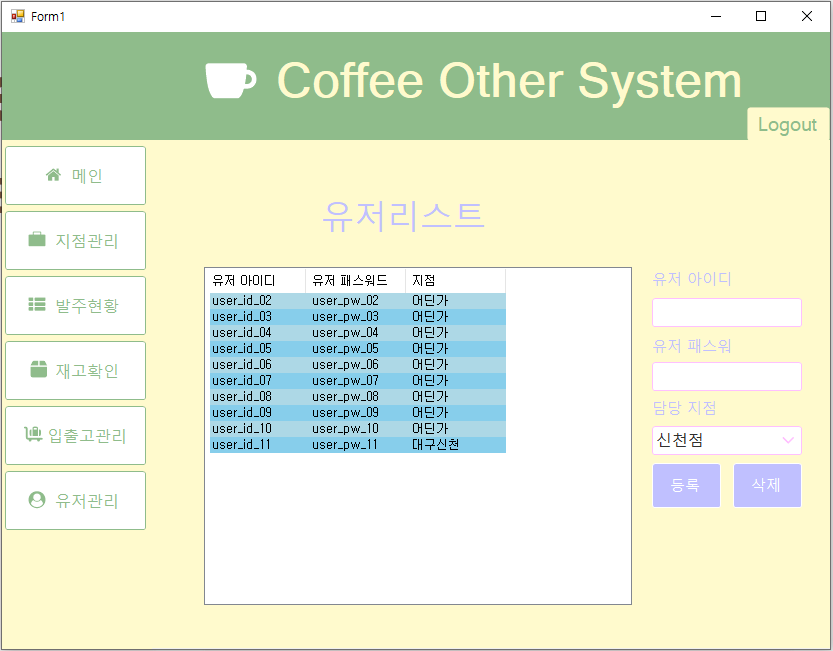 Form1
Coffee Other System
Logout
메인
지점관리
발주현황
재고확인
입출고관리
유저관리
유저리스트
유저 아이디 유저 패스워드 지점
user_id_02 user_pw_02 어딘가
user_id_03 user_pw_03 어딘가
user_id_04 user_pw_04 어딘가
user_id_05 user_pw_05 어딘가
user_id_06 user_pw_06 어딘가
user_id_07 user_pw_07 어딘가
user_id_08 user_pw_08 어딘가
user_id_09 user_pw_09 어딘가
user_id_10 user_pw_10 어딘가
user_id_11 user_pw_11 대구신천
유저 아이디
유저 패스워
담당 지점
신천점
등록 삭제